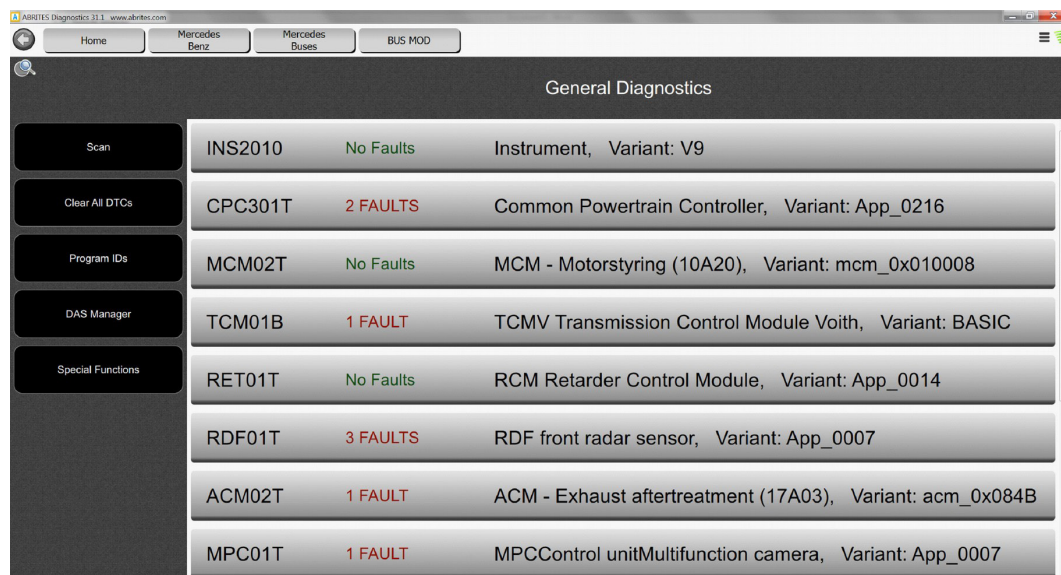 ABRITES Diagnostics 31.1 www.abrites.com
Home
Mercedes
Benz
Mercedes
Buses
BUS MOD
General Diagnostics
Scan
Clear All DTCs
Program IDs
DAS Manager
Special Functions
INS2010 No Faults Instrument, Variant: V9
CPC301T 2 FAULTS Common Powertrain Controller, Variant: App_0216
MCM02T No Faults MCM - Motorstyring (10A20), Variant: mcm_0x010008
TCM01B 1 FAULT TCMV Transmission Control Module Voith, Variant: BASIC
RET01T No Faults RCM Retarder Control Module, Variant: App_0014
RDF01T 3 FAULTS RDF front radar sensor, Variant: App_0007
ACM02T 1 FAULT ACM - Exhaust aftertreatment (17A03), Variant: acm_0x084B
MPC01T 1 FAULT MPCControl unitMultifunction camera, Variant: App_0007